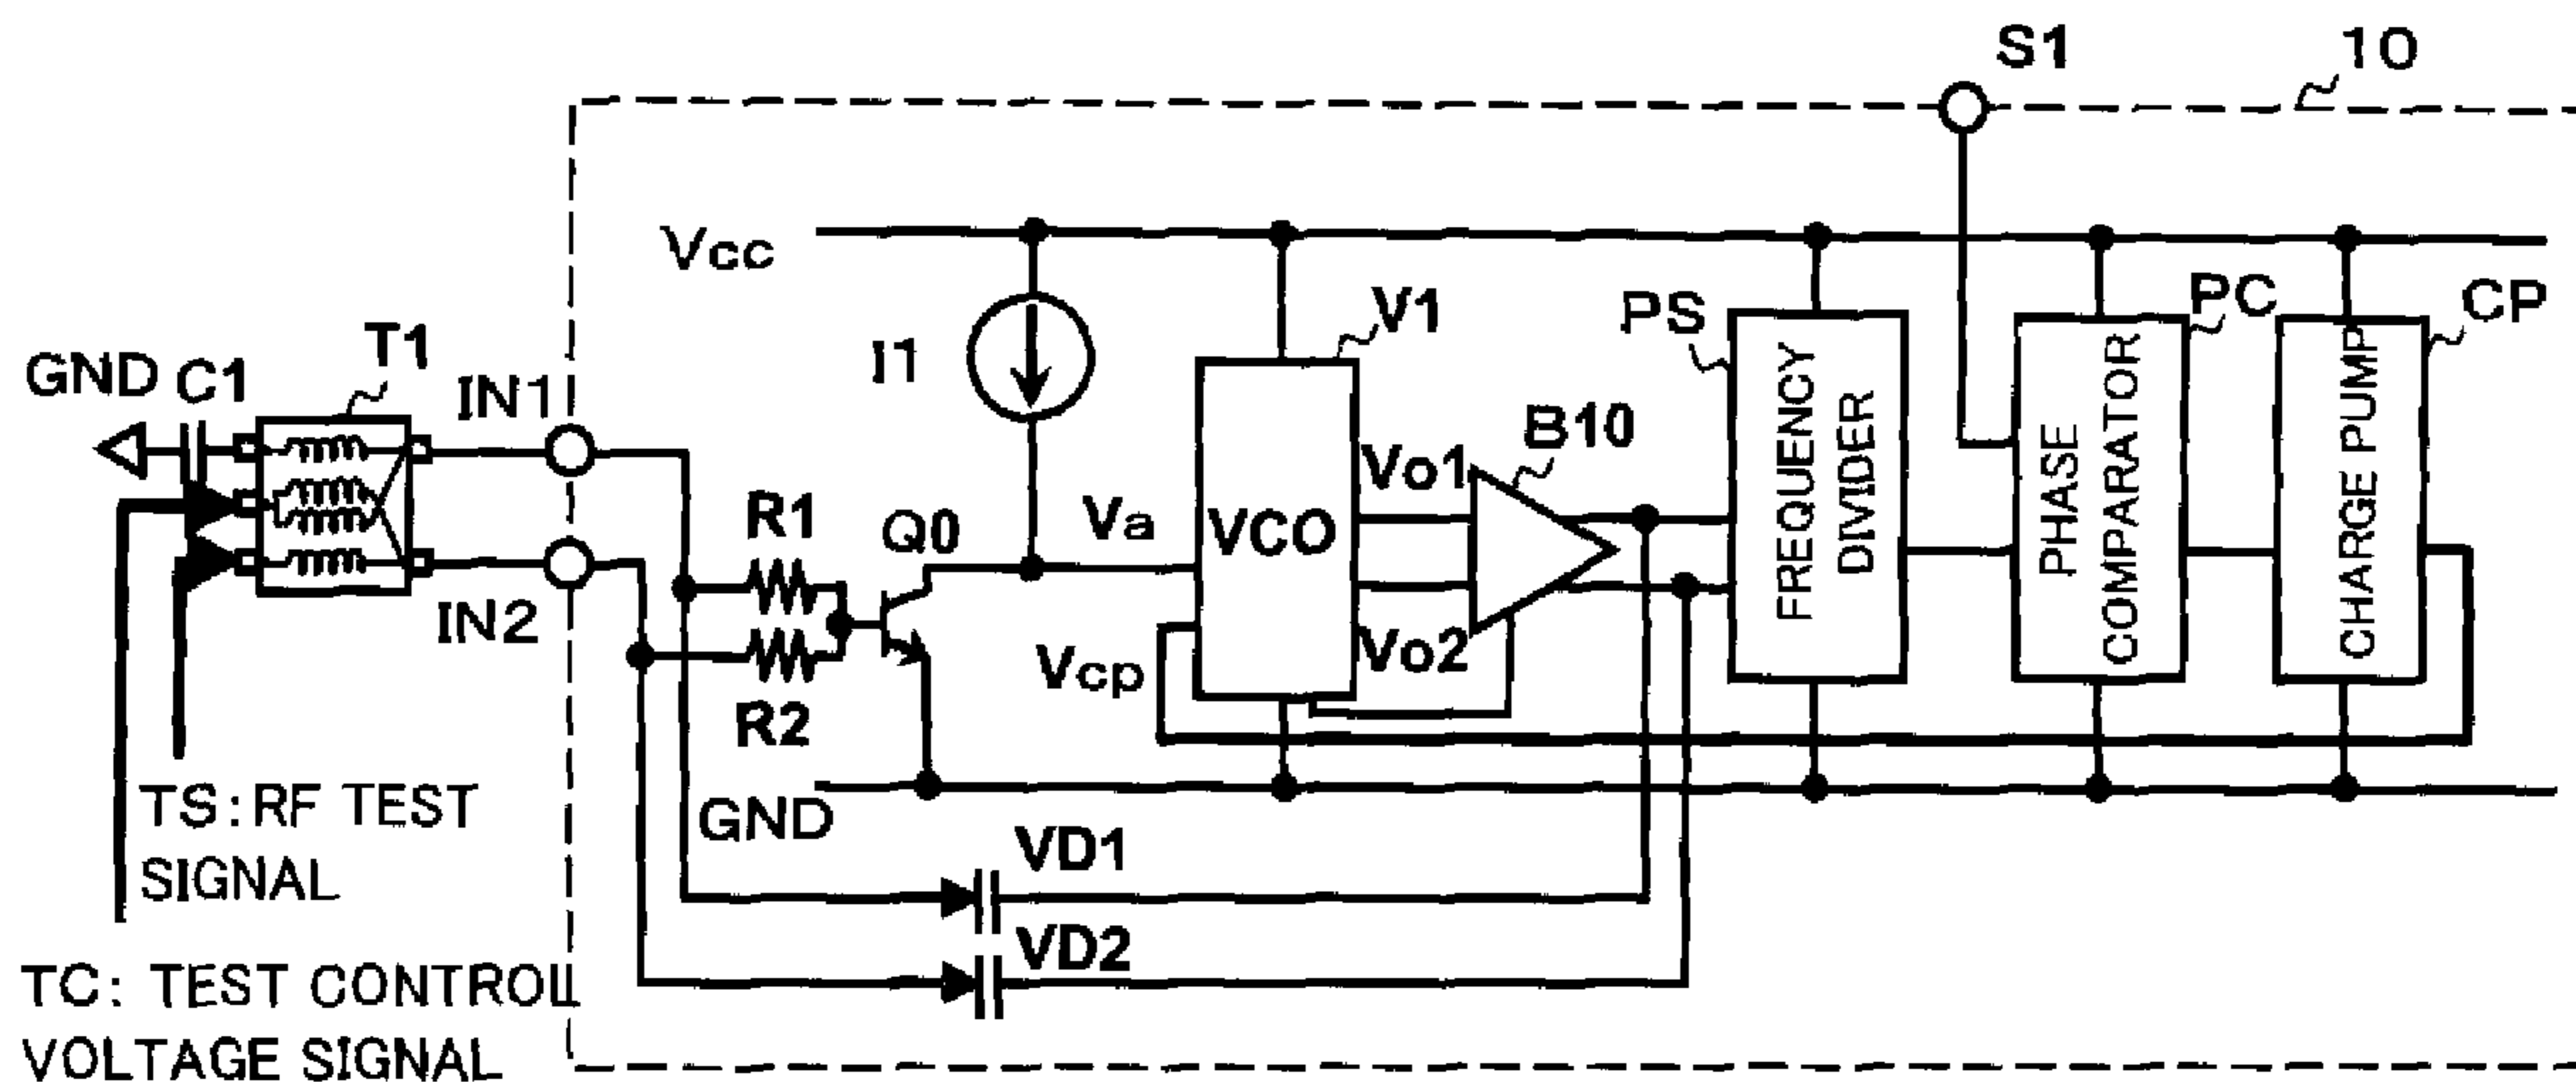 S1
10
Vcc
I1
V1
PS
PC
CP
GND
C1
T1
IN1
IN2
R1
R2
Q0
Va
Vcp
VCO
Vo1
Vo2
B10
FREQUENCY
DIVIDER
PHASE
COMPARATOR
CHARGE PUMP
GND
TS:RF TEST
SIGNAL
VD1
VD2
TC: TEST CONTROL
VOLTAGE SIGNAL